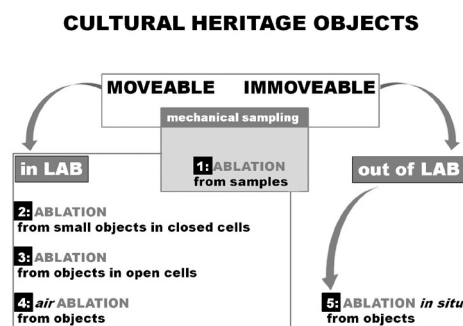 CULTURAL HERITAGE OBJECTS
MOVEABLE IMMOVEABLE
mechanical sampling
1: ABLATION
from samples
in LAB
out of LAB
2: ABLATION
from small objects in closed cells
3: ABLATION
from objects in open cells
4: air ABLATION
from objects
5: ABLATION in situ
from objects